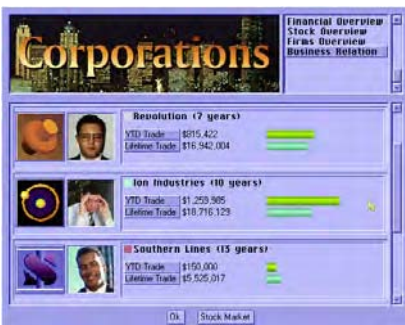 Corporations
Financial Overview
Stock Overview
Firms Overview
Business Relation
Revolution (7 years)
YTD Trade $815,422
Lifetime Trade $16,942,004
Ion Industries (10 years)
YTD Trade $1,259,985
Lifetime Trade $18,716,129
Southern Lines (15 years)
YTD Trade $150,000
Lifetime Trade $5,525,017
Ok Stock Market